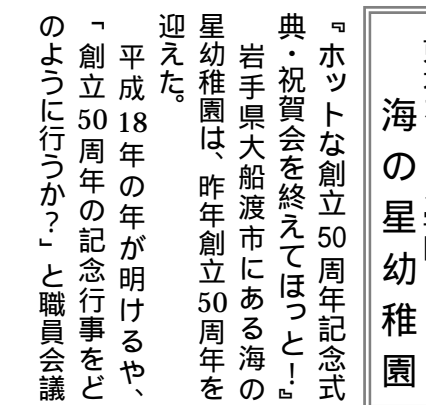 海の星幼稚園
『ホットな創立50周年記念式
典・祝賀会を終えてほっと！』
岩手県大船渡市にある海の
星幼稚園は、昨年創立50周年を
迎えた。
平成18年の年が明けるや、
「創立50周年の記念行事をど
のように行うか？」と職員会議